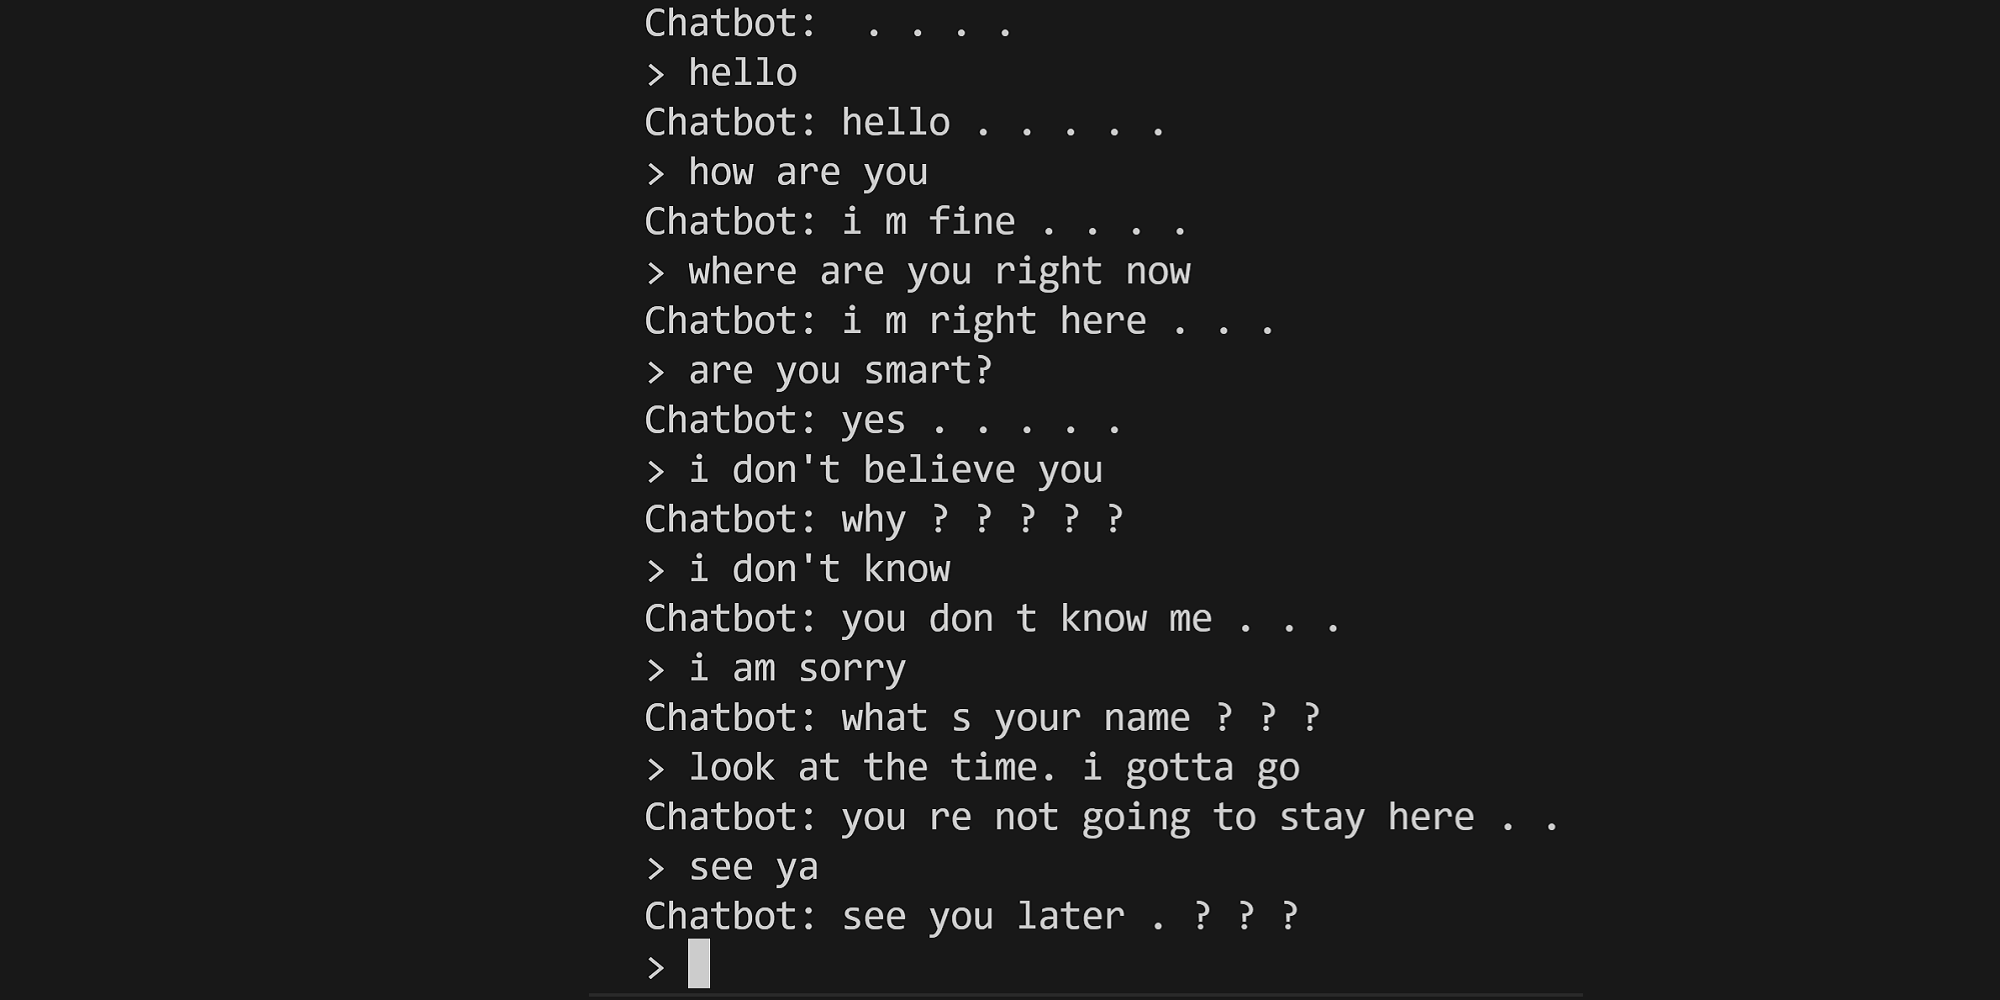 Chatbot:  . . . .
> hello
Chatbot: hello . . . . .
> how are you
Chatbot: i m fine . . . .
> where are you right now
Chatbot: i m right here . . .
> are you smart?
Chatbot: yes . . . . .
> i don't believe you
Chatbot: why ? ? ? ? ?
> i don't know
Chatbot: you don t know me . . .
> i am sorry
Chatbot: what s your name ? ? ?
> look at the time. i gotta go
Chatbot: you re not going to stay here . .
> see ya
Chatbot: see you later . ? ? ?
>